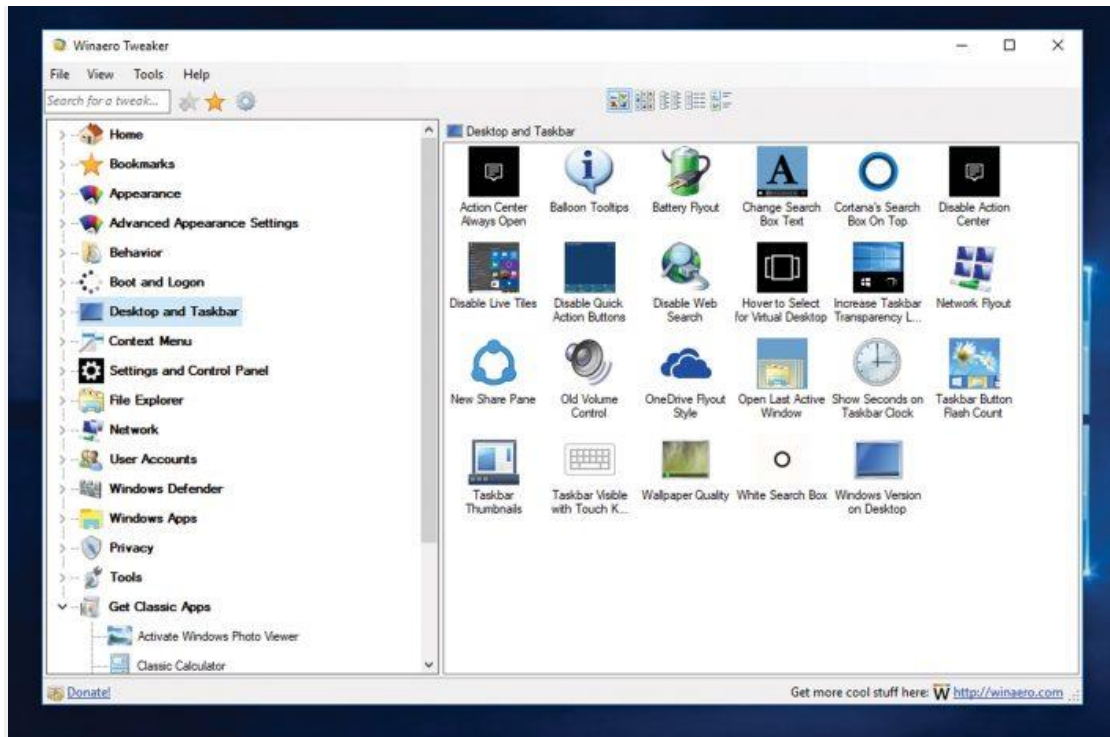 Winaero Tweaker
File View Tools Help
Search for a tweak...
Home
Bookmarks
Appearance
Advanced Appearance Settings
Behavior
Boot and Logon
Desktop and Taskbar
Context Menu
Settings and Control Panel
File Explorer
Network
User Accounts
Windows Defender
Windows Apps
Privacy
Tools
Get Classic Apps
Activate Windows Photo Viewer
Classic Calculator
Desktop and Taskbar
Action Center
Always Open
Balloon Tooltips
Battery Flyout
Change Search
Box Text
Cortana's Search
Box On Top
Disable Action
Center
Disable Live Tiles
Disable Quick
Action Buttons
Disable Web
Search
Hover to Select
for Virtual Desktop
Increase Taskbar
Transparency L...
Network Flyout
New Share Pane
Old Volume
Control
OneDrive Flyout
Style
Open Last Active
Window
Show Seconds on
Taskbar Clock
Taskbar Button
Flash Count
Taskbar
Thumbnails
Taskbar Visible
with Touch K...
Wallpaper Quality
White Search Box
Windows Version
on Desktop
Donate!
Get more cool stuff here: W http://winaero.com